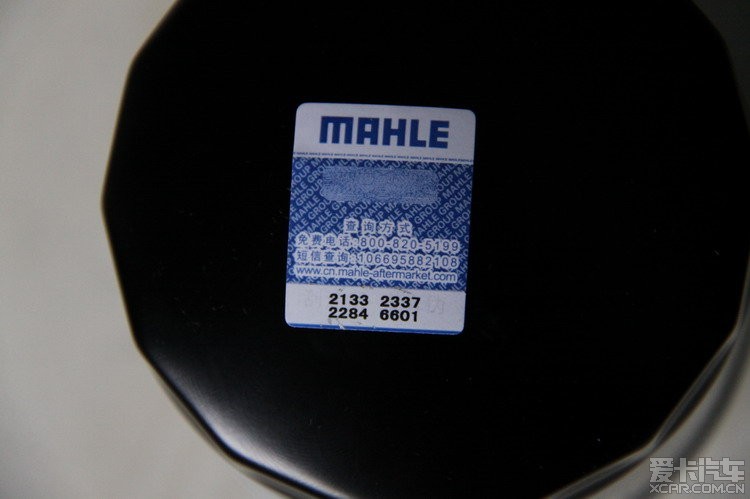 MAHLE
查询方式
免费电话:800-820-5199
短信查询:106695882108
www.cn.mahle-aftermarket.com
2133 2337
2284 6601
爱卡汽车
XCAR.COM.CN